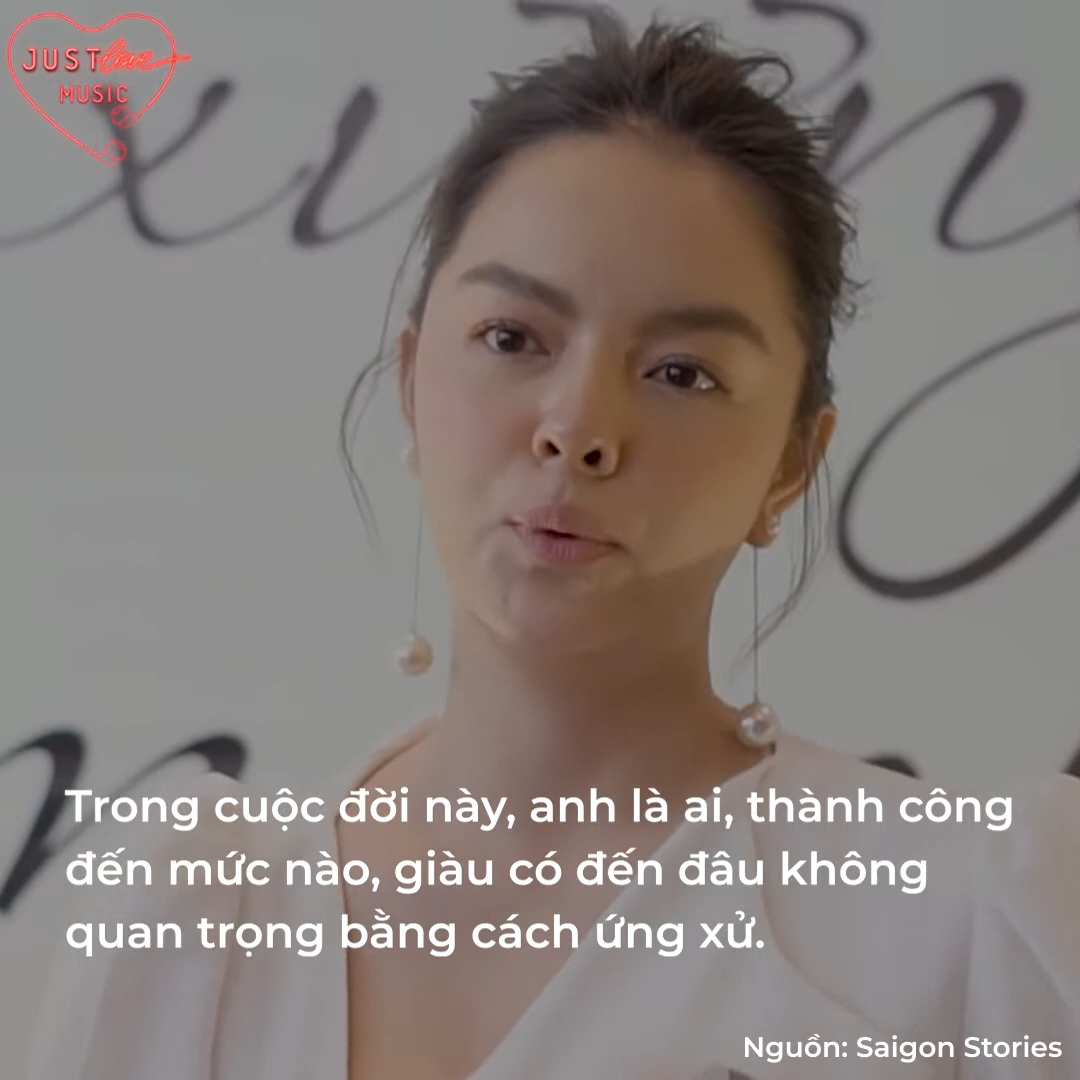 JUST love
MUSIC
Trong cuộc đời này, anh là ai, thành công
đến mức nào, giàu có đến đâu không
quan trọng bằng cách ứng xử.
Nguồn: Saigon Stories